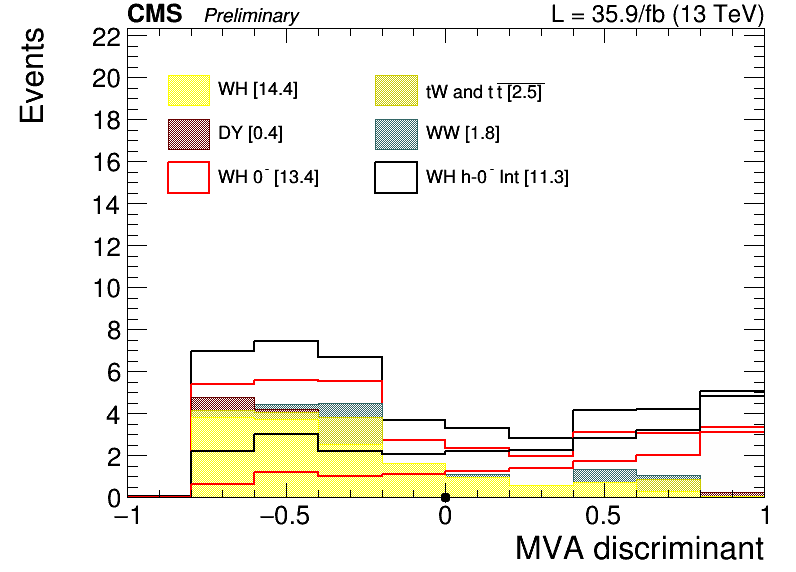 CMS Preliminary L = 35.9/fb (13 TeV)
Events
22
20
18
16
14
12
10
8
6
4
2
0
WH [14.4] tW and t t [2.5]
DY [0.4] WW [1.8]
WH 0⁻ [13.4] WH h-0⁻ Int [11.3]
−1 −0.5 0 0.5 1
MVA discriminant